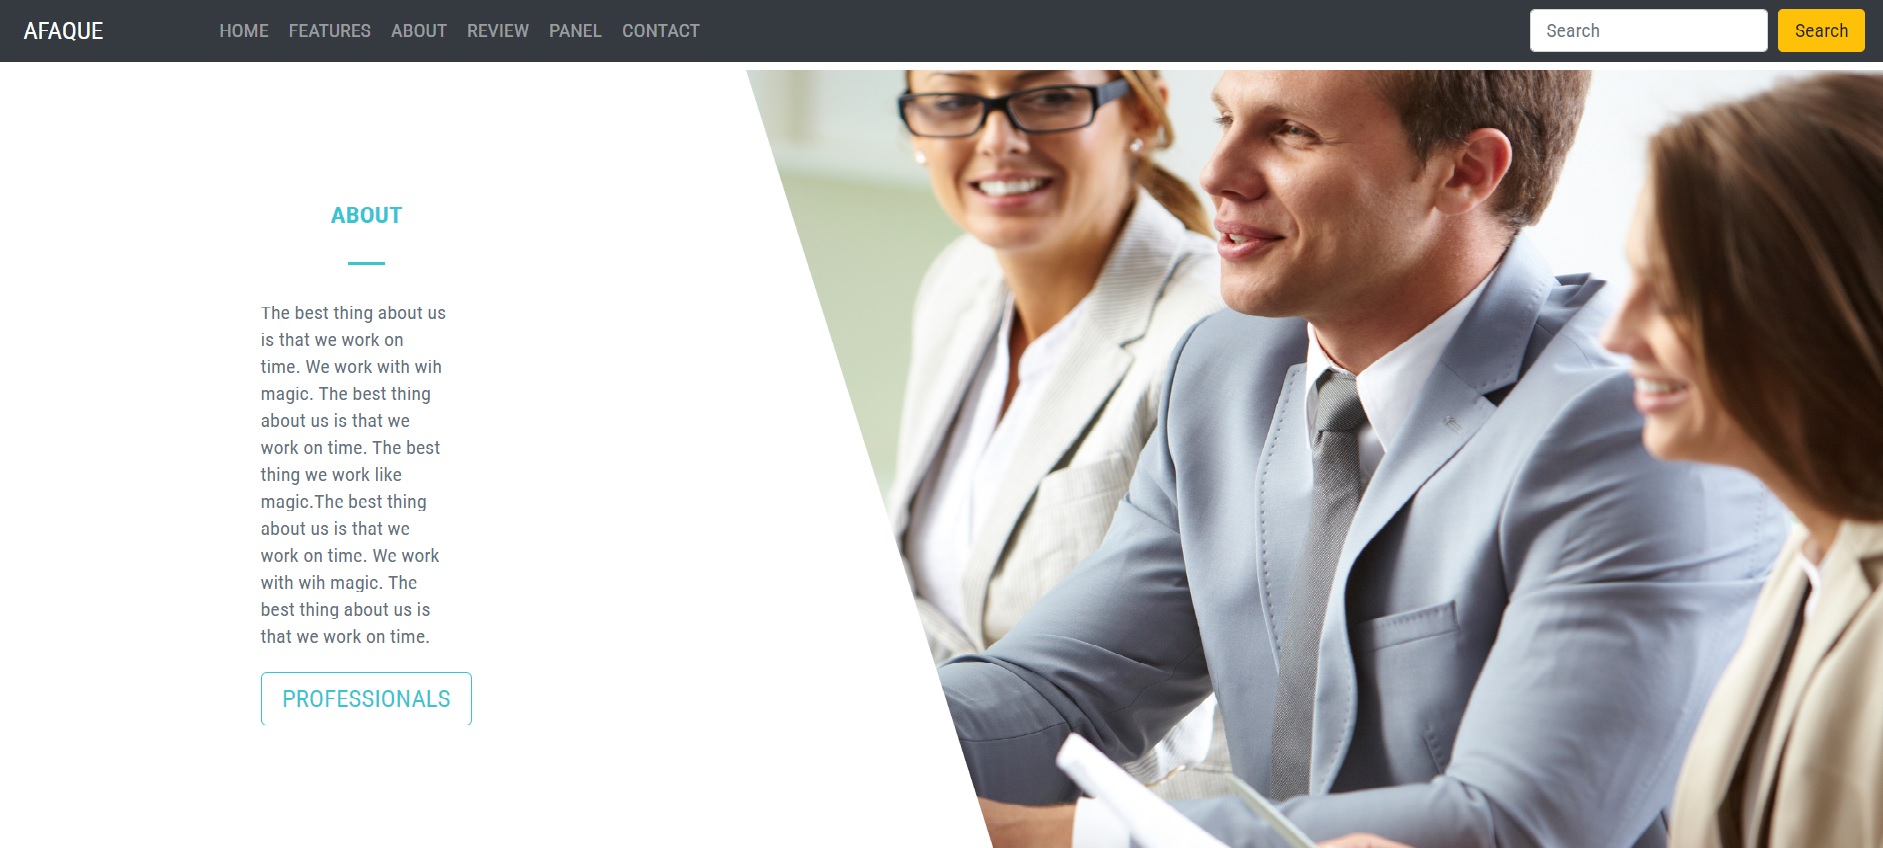 AFAQUE HOME FEATURES ABOUT REVIEW PANEL CONTACT Search Search
ABOUT
The best thing about us
is that we work on
time. We work with wih
magic. The best thing
about us is that we
work on time. The best
thing we work like
magic.The best thing
about us is that we
work on time. We work
with wih magic. The
best thing about us is
that we work on time.
PROFESSIONALS